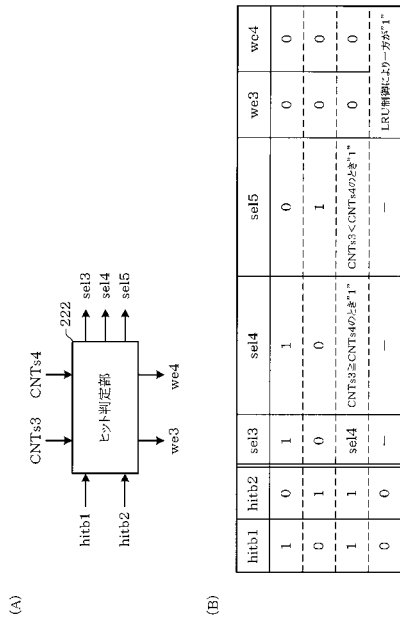 (A)
CNTs3 CNTs4
222
hitb1 hitb2
ヒット判定部
sel3
sel4
sel5
we3 we4
(B)
hitb1 hitb2 sel3 sel4 sel5 we3 we4
1 0 1 1 0 0 0
0 1 0 0 1 0 0
1 1 sel4 CNTs3≧CNTs4のとき"1" CNTs3<CNTs4のとき"1" 0 0
0 0 – – – LRU制御により一方が"1"